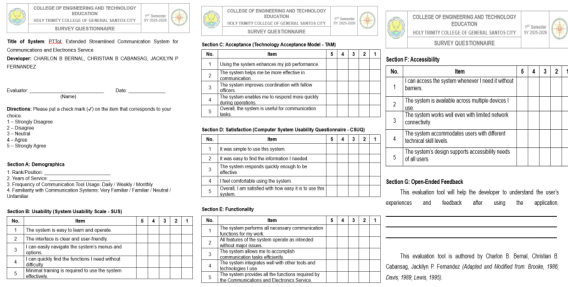 COLLEGE OF ENGINEERING AND TECHNOLOGY
EDUCATION
HOLY TRINITY COLLEGE OF GENERAL SANTOS CITY
SURVEY QUESTIONNAIRE
1st Semester
SY 2025-2026
Title of System: PTTol: Extended Streamlined Communication System for
Communications and Electronics Service
Developer: CHARLON B BERNAL, CHRISTIAN B CABANSAG, JACKILYN P
FERNANDEZ
Evaluator: Date:
(Name)
Directions: Please put a check mark (✓) on the item that corresponds to your
choice
1 – Strongly Disagree
2 – Disagree
3 – Neutral
4 – Agree
5 – Strongly Agree
Section A: Demographics
1. Rank/Position:
2. Years of Service:
3. Frequency of Communication Tool Usage: Daily / Weekly / Monthly
4. Familiarity with Communication Systems: Very Familiar / Familiar / Neutral /
Unfamiliar
Section B: Usability (System Usability Scale - SUS)
No. Item 5 4 3 2 1
1 The system is easy to learn and operate.
2 The interface is clear and user-friendly.
3 I can easily navigate the system's menus and
options.
4 I can quickly find the functions I need without
difficulty.
5 Minimal training is required to use the system
effectively.
COLLEGE OF ENGINEERING AND TECHNOLOGY
EDUCATION
HOLY TRINITY COLLEGE OF GENERAL SANTOS CITY
SURVEY QUESTIONNAIRE
1st Semester
SY 2025-2026
Section C: Acceptance (Technology Acceptance Model - TAM)
No. Item 5 4 3 2 1
1 Using the system enhances my job performance.
2 The system helps me be more effective in
communication.
3 The system improves coordination with fellow
officers.
4 The system enables me to respond more quickly
during operations.
5 Overall, the system is useful for communication
tasks.
Section D: Satisfaction (Computer System Usability Questionnaire - CSUQ)
No. Item 5 4 3 2 1
1 It was simple to use this system.
2 It was easy to find the information I needed.
3 The system responds quickly enough to be
effective.
4 I feel comfortable using the system.
5 Overall, I am satisfied with how easy it is to use this
system.
Section E: Functionality
No. Item 5 4 3 2 1
1 The system performs all necessary communication
functions for my work.
2 All features of the system operate as intended
without major issues.
3 The system allows me to accomplish
communication tasks efficiently.
4 The system integrates well with other tools and
technologies I use.
5 The system provides all the functions required by
the Communications and Electronics Service.
COLLEGE OF ENGINEERING AND TECHNOLOGY
EDUCATION
HOLY TRINITY COLLEGE OF GENERAL SANTOS CITY
SURVEY QUESTIONNAIRE
1st Semester
SY 2025-2026
Section F: Accessibility
No. Item 5 4 3 2 1
1 I can access the system whenever I need it without
barriers.
2 The system is available across multiple devices I
use.
3 The system works well even with limited network
connectivity.
4 The system accommodates users with different
technical skill levels.
5 The system's design supports accessibility needs
of all users.
Section G: Open-Ended Feedback
This evaluation tool will help the developer to understand the user's
experiences and feedback after using the application.
This evaluation tool is authored by Charlon B. Bernal, Christian B.
Cabansag, Jackilyn P Fernandez (Adapted and Modified from: Brooke, 1986;
Davis, 1989; Lewis, 1995).